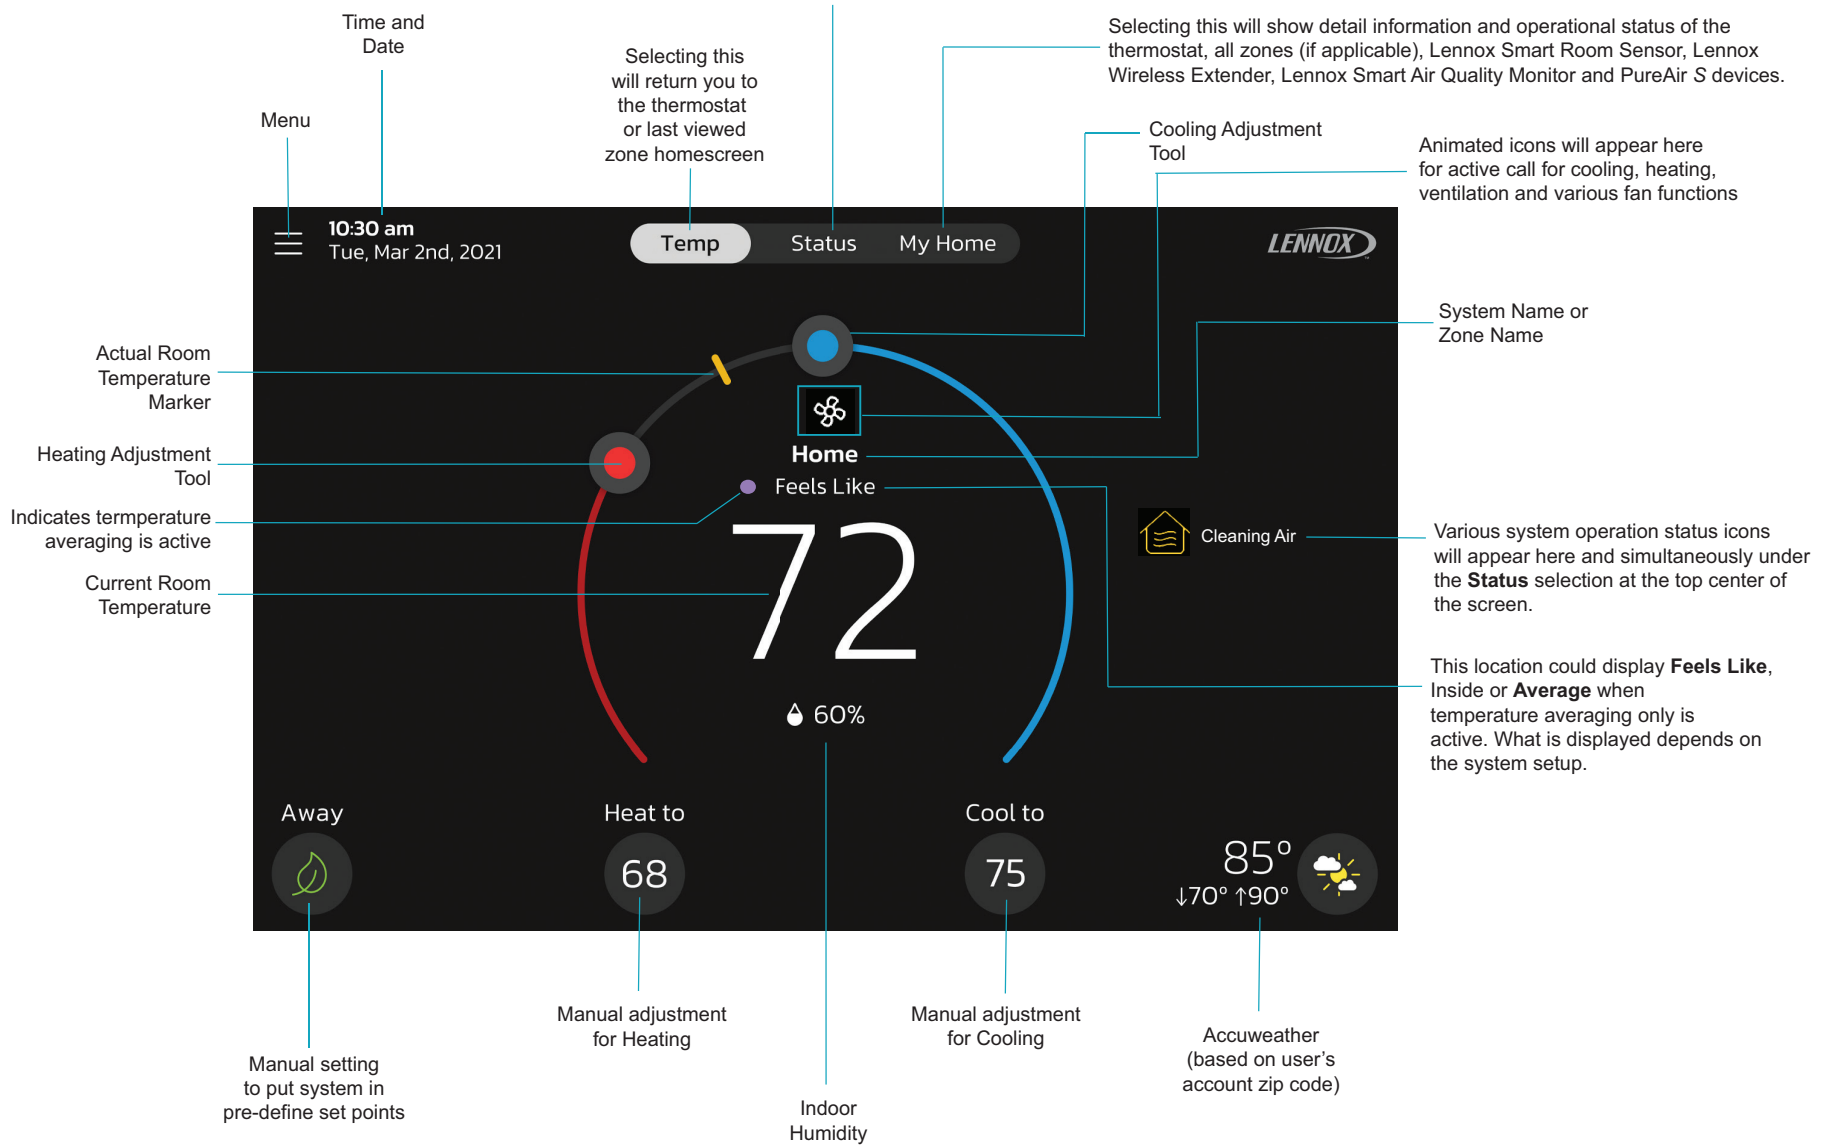 Time and
Date
Selecting this
will return you to
the thermostat
or last viewed
zone homescreen
Selecting this will show detail information and operational status of the
thermostat, all zones (if applicable), Lennox Smart Room Sensor, Lennox
Wireless Extender, Lennox Smart Air Quality Monitor and PureAir S devices.
Menu
Cooling Adjustment
Tool
Animated icons will appear here
for active call for cooling, heating,
ventilation and various fan functions
10:30 am
Tue, Mar 2nd, 2021
Temp
Status
My Home
LENNOX
System Name or
Zone Name
Actual Room
Temperature
Marker
Heating Adjustment
Tool
Home
Feels Like
Indicates termperature
averaging is active
72
Cleaning Air
Various system operation status icons
will appear here and simultaneously under
the Status selection at the top center of
the screen.
Current Room
Temperature
This location could display Feels Like,
Inside or Average when
temperature averaging only is
active. What is displayed depends on
the system setup.
60%
Away
Heat to
68
Cool to
75
85°
↓70° ↑90°
Manual setting
to put system in
pre-define set points
Manual adjustment
for Heating
Indoor
Humidity
Manual adjustment
for Cooling
Accuweather
(based on user’s
account zip code)